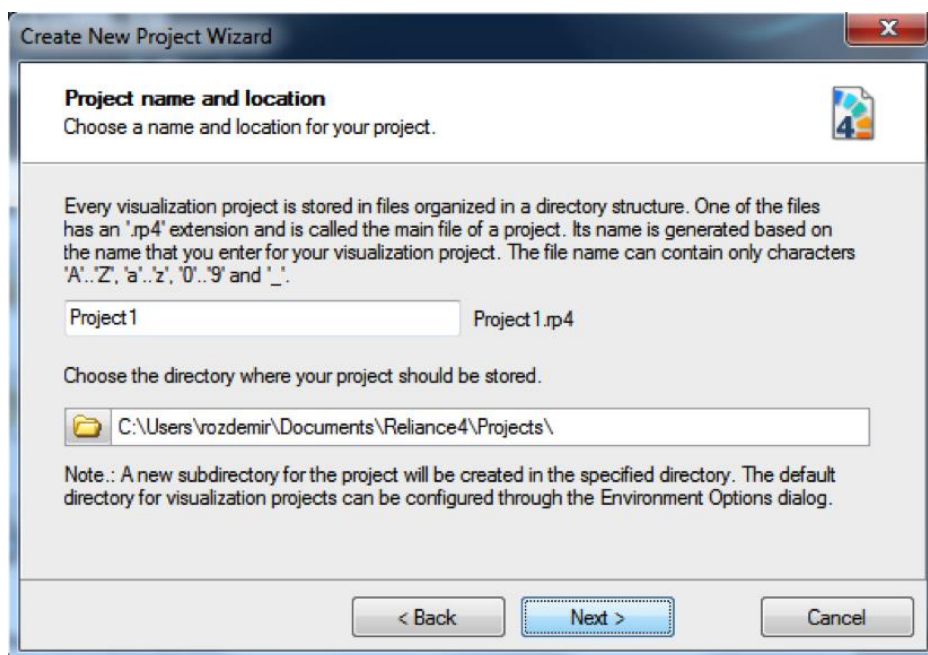 Create New Project Wizard
Project name and location
Choose a name and location for your project.
4
Every visualization project is stored in files organized in a directory structure. One of the files
has an '.rp4' extension and is called the main file of a project. Its name is generated based on
the name that you enter for your visualization project. The file name can contain only characters
'A'..'Z', 'a'..'z', '0'..'9' and '_'.
Project1
Project1.rp4
Choose the directory where your project should be stored.
C:\Users\rozdemir\Documents\Reliance4\Projects\
Note.: A new subdirectory for the project will be created in the specified directory. The default
directory for visualization projects can be configured through the Environment Options dialog.
< Back
Next >
Cancel